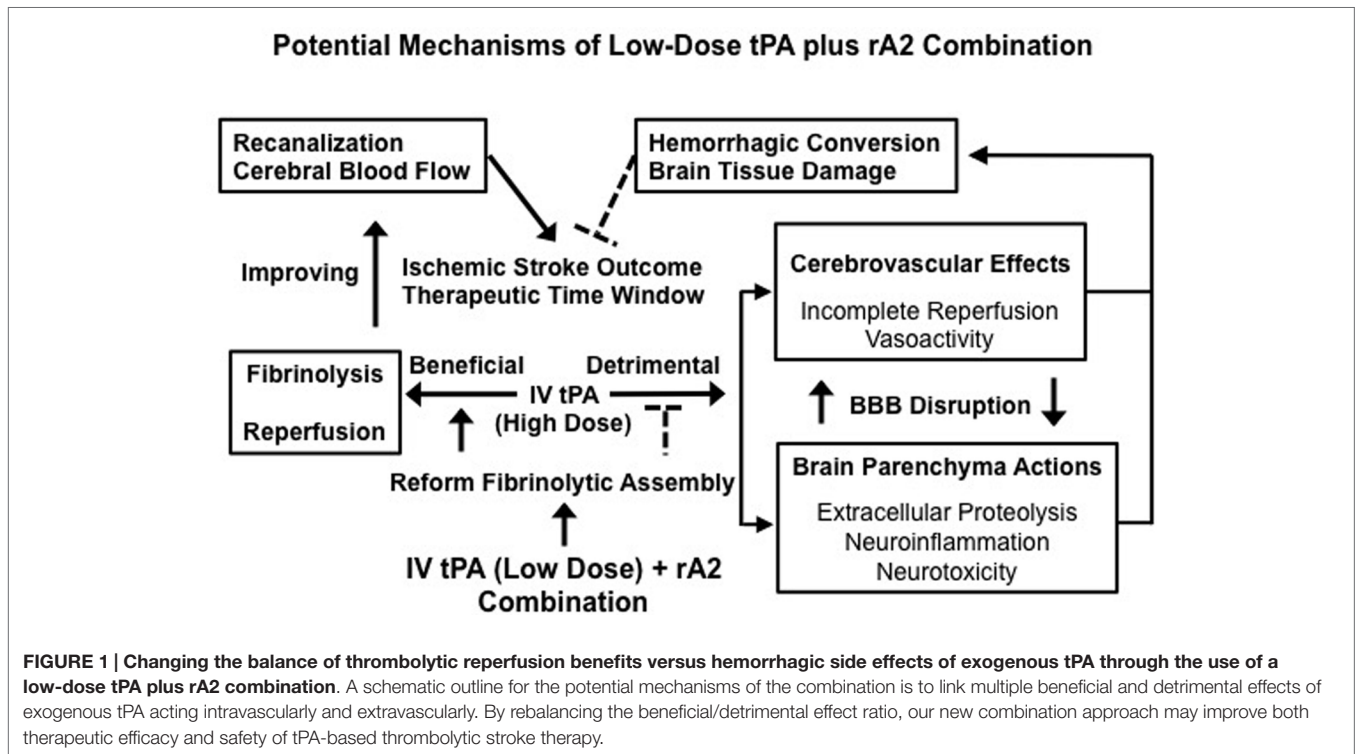 Potential Mechanisms of Low-Dose tPA plus rA2 Combination
Recanalization
Cerebral Blood Flow
Hemorrhagic Conversion
Brain Tissue Damage
Improving
Ischemic Stroke Outcome
Therapeutic Time Window
Cerebrovascular Effects
Incomplete Reperfusion
Vasoactivity
Fibrinolysis
Reperfusion
Beneficial
Detrimental
IV tPA
(High Dose)
BBB Disruption
Reform Fibrinolytic Assembly
Brain Parenchyma Actions
Extracellular Proteolysis
Neuroinflammation
Neurotoxicity
IV tPA (Low Dose) + rA2
Combination
FIGURE 1 | Changing the balance of thrombolytic reperfusion benefits versus hemorrhagic side effects of exogenous tPA through the use of a
low-dose tPA plus rA2 combination. A schematic outline for the potential mechanisms of the combination is to link multiple beneficial and detrimental effects of
exogenous tPA acting intravascularly and extravascularly. By rebalancing the beneficial/detrimental effect ratio, our new combination approach may improve both
therapeutic efficacy and safety of tPA-based thrombolytic stroke therapy.